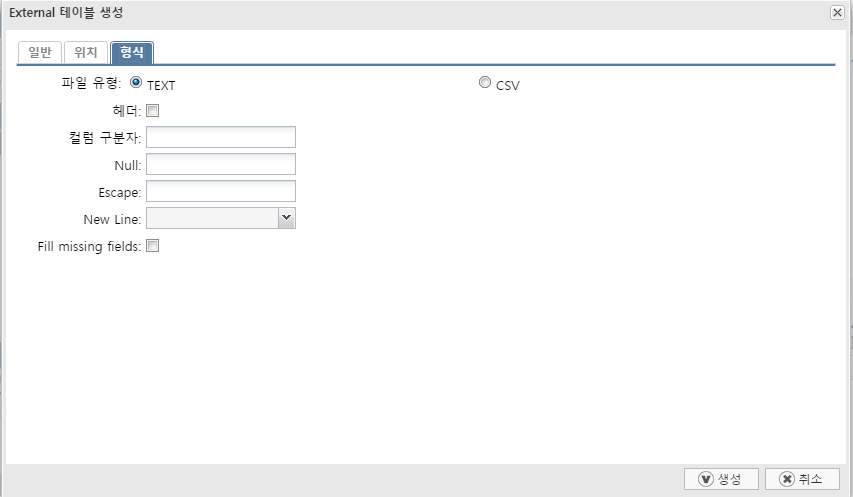 External 테이블 생성
일반 위치 형식
파일 유형: TEXT CSV
헤더:
컬럼 구분자:
Null:
Escape:
New Line:
Fill missing fields:
생성 취소